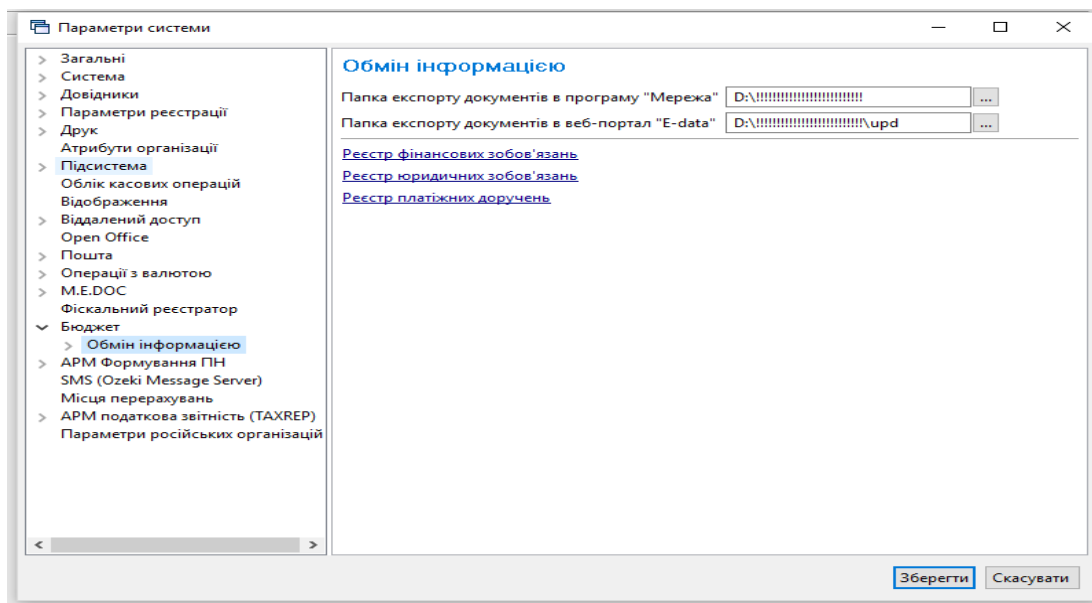 Параметри системи
Загальні
Система
Довідники
Параметри реєстрації
Друк
Атрибути організації
Підсистема
Облік касових операцій
Відображення
Віддалений доступ
Open Office
Пошта
Операції з валютою
M.E.DOC
Фіскальний реєстратор
Бюджет
Обмін інформацією
АРМ Формування ПН
SMS (Ozeki Message Server)
Місця перерахувань
АРМ податкова звітність (TAXREP)
Параметри російських організацій
Обмін інформацією
Папка експорту документів в програму "Мережа" D:\!!!!!!!!!!!!!!!!!!!!!!!!!! ...
Папка експорту документів в веб-портал "E-data" D:\!!!!!!!!!!!!!!!!!!!!!!!!!!\upd ...
Реєстр фінансових зобов'язань
Реєстр юридичних зобов'язань
Реєстр платіжних доручень
Зберегти Скасувати